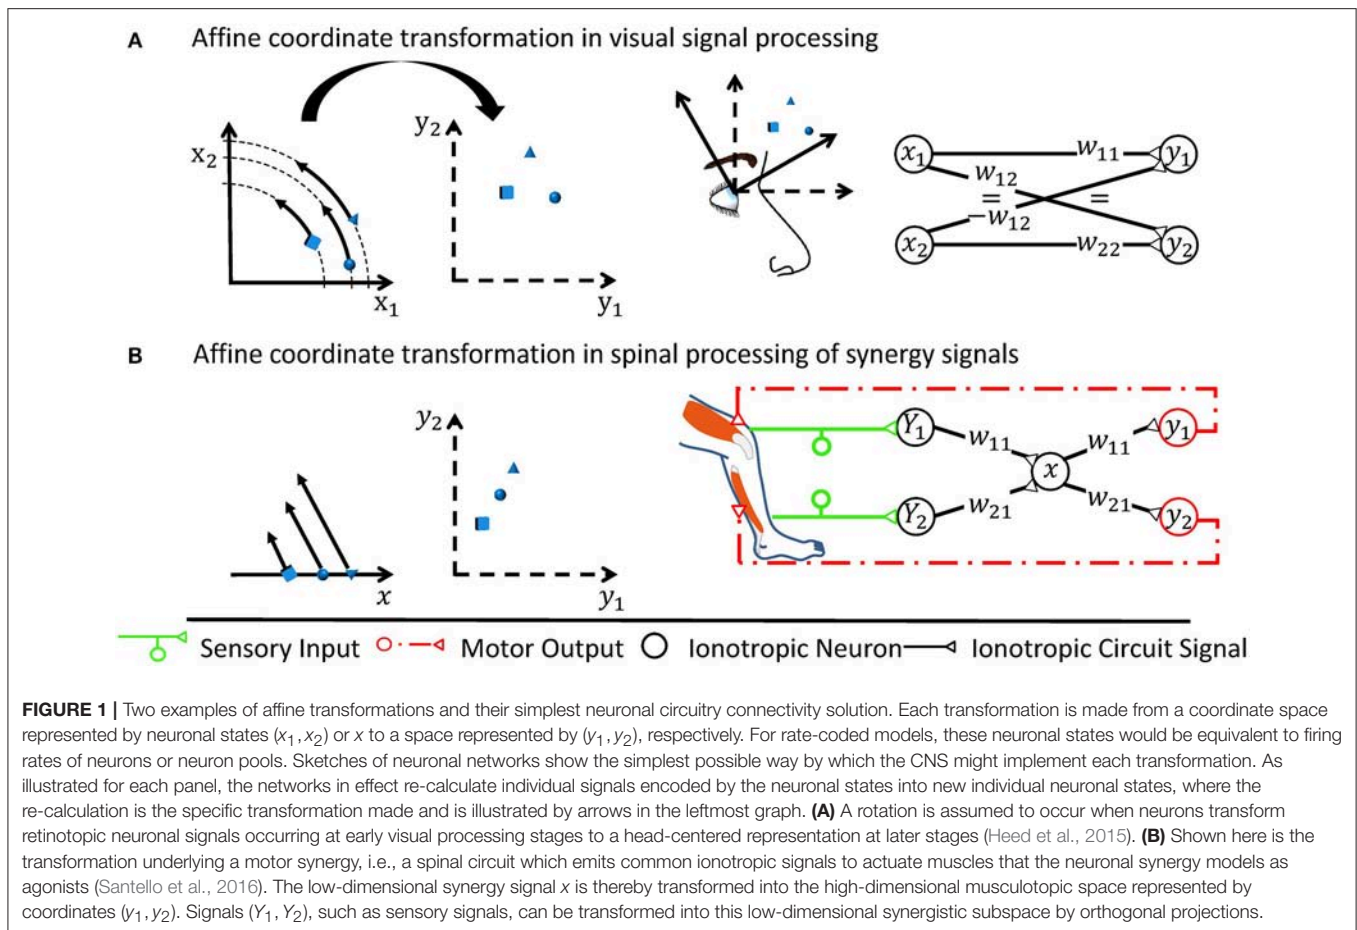 A Affine coordinate transformation in visual signal processing
x₂
x₁
y₂
y₁
x₁ w₁₁ y₁
w₁₂
= =
−w₁₂
x₂ w₂₂ y₂
B Affine coordinate transformation in spinal processing of synergy signals
x
y₂
y₁
Y₁ w₁₁ w₁₁ y₁
x
Y₂ w₂₁ w₂₁ y₂
Sensory Input Motor Output Ionotropic Neuron Ionotropic Circuit Signal
FIGURE 1 | Two examples of affine transformations and their simplest neuronal circuitry connectivity solution. Each transformation is made from a coordinate space
represented by neuronal states (x₁,x₂) or x to a space represented by (y₁,y₂), respectively. For rate-coded models, these neuronal states would be equivalent to firing
rates of neurons or neuron pools. Sketches of neuronal networks show the simplest possible way by which the CNS might implement each transformation. As
illustrated for each panel, the networks in effect re-calculate individual signals encoded by the neuronal states into new individual neuronal states, where the
re-calculation is the specific transformation made and is illustrated by arrows in the leftmost graph. (A) A rotation is assumed to occur when neurons transform
retinotopic neuronal signals occurring at early visual processing stages to a head-centered representation at later stages (Heed et al., 2015). (B) Shown here is the
transformation underlying a motor synergy, i.e., a spinal circuit which emits common ionotropic signals to actuate muscles that the neuronal synergy models as
agonists (Santello et al., 2016). The low-dimensional synergy signal x is thereby transformed into the high-dimensional musculotopic space represented by
coordinates (y₁,y₂). Signals (Y₁,Y₂), such as sensory signals, can be transformed into this low-dimensional synergistic subspace by orthogonal projections.